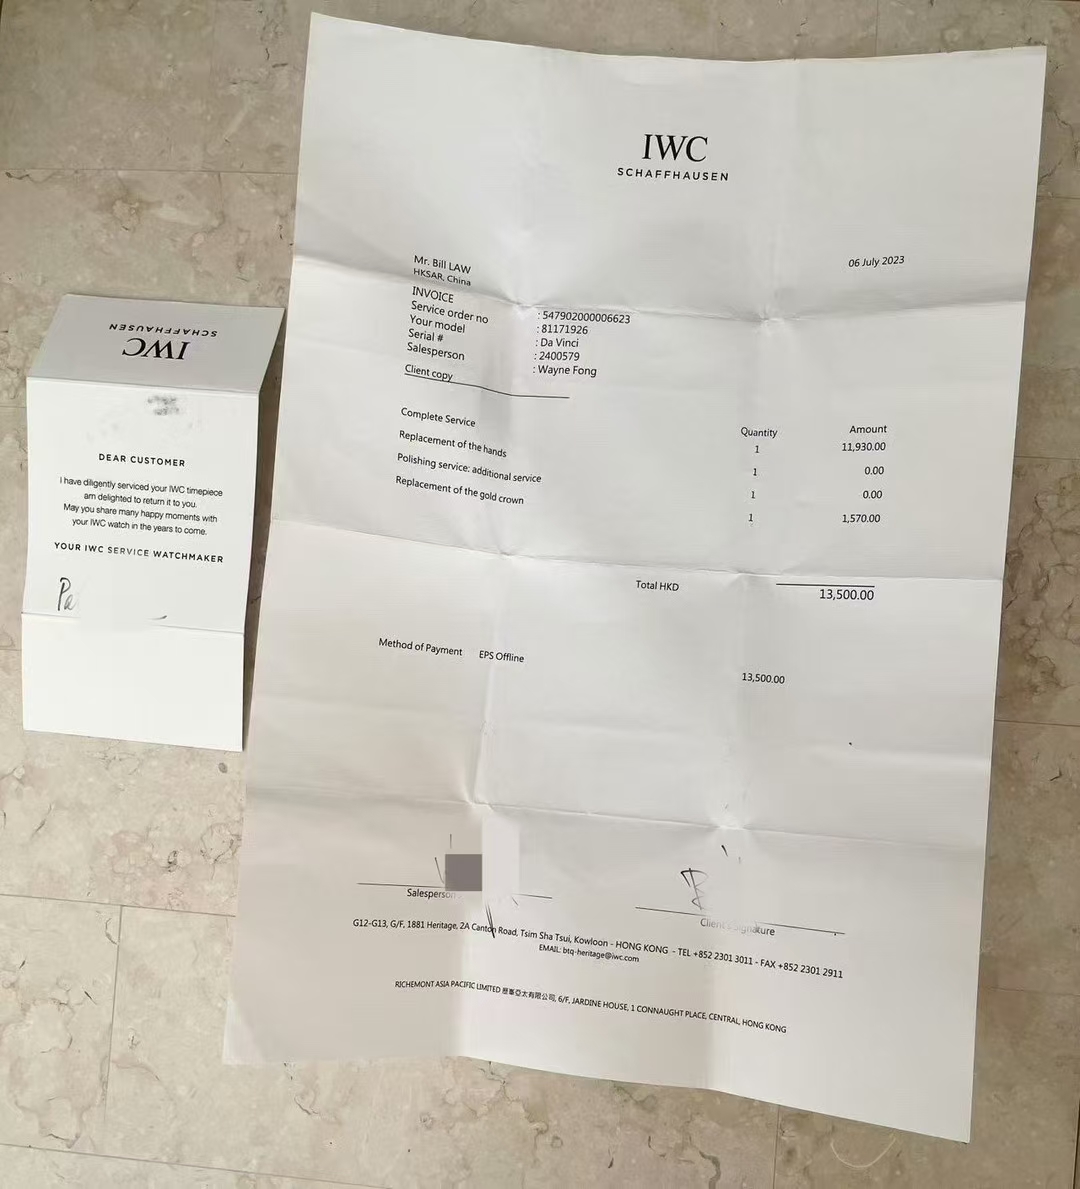 IWC
SCHAFFHAUSEN
Mr. Bill LAW
HKSAR, China
06 July 2023
INVOICE : 547902000006623
Service order no : 81171926
Your model : Da Vinci
Serial # : 2400579
Salesperson : Wayne Fong
Client copy
Quantity Amount
Complete Service 1 11,930.00
Replacement of the hands 1 0.00
Polishing service: additional service 1 0.00
Replacement of the gold crown 1 1,570.00
Total HKD 13,500.00
Method of Payment EPS Offline 13,500.00
Salesperson
Client's signature
G12-G13, G/F, 1881 Heritage, 2A Canton Road, Tsim Sha Tsui, Kowloon - HONG KONG - TEL +852 2301 3011 - FAX +852 2301 2911
EMAIL: btq-heritage@iwc.com
RICHEMONT ASIA PACIFIC LIMITED 歷峯亞太有限公司, 6/F, JARDINE HOUSE, 1 CONNAUGHT PLACE, CENTRAL, HONG KONG
IWC
SCHAFFHAUSEN
DEAR CUSTOMER
I have diligently serviced your IWC timepiece
am delighted to return it to you.
May you share many happy moments with
your IWC watch in the years to come.
YOUR IWC SERVICE WATCHMAKER
Pa